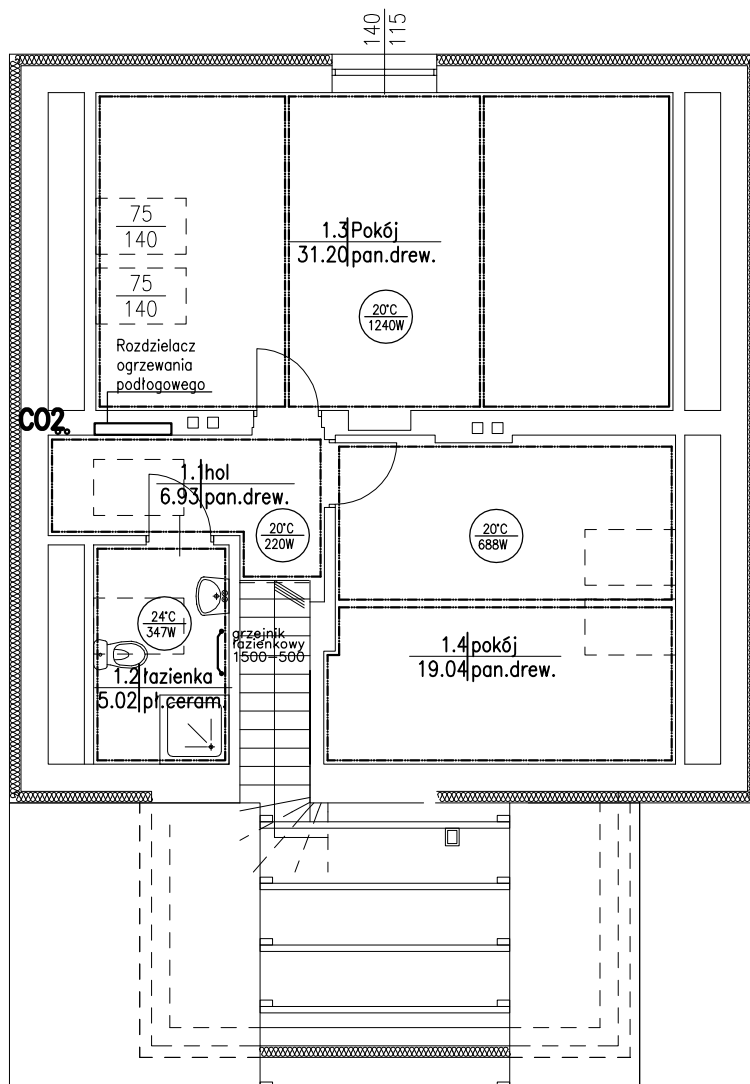 140
115
1.3 Pokój
31.20 pan.drew.
75
140
75
140
20°C
1240W
Rozdzielacz
ogrzewania
podłogowego
CO2.
1.1 hol
6.93 pan.drew.
20°C
220W
20°C
688W
24°C
347W
grzejnik
łazienkowy
1500-500
1.2 łazienka
5.02 pł.ceram.
1.4 pokój
19.04 pan.drew.